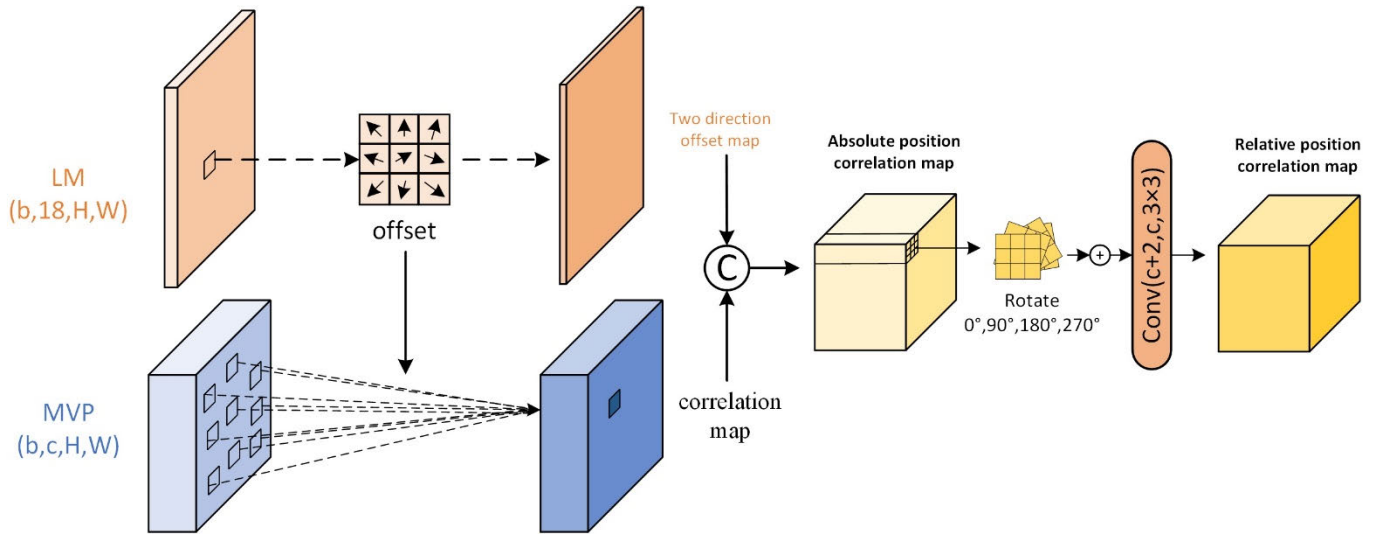 LM
(b,18,H,W)
offset
MVP
(b,c,H,W)
Two direction
offset map
C
correlation
map
Absolute position
correlation map
Rotate
0°,90°,180°,270°
+
Conv(c+2,c,3×3)
Relative position
correlation map